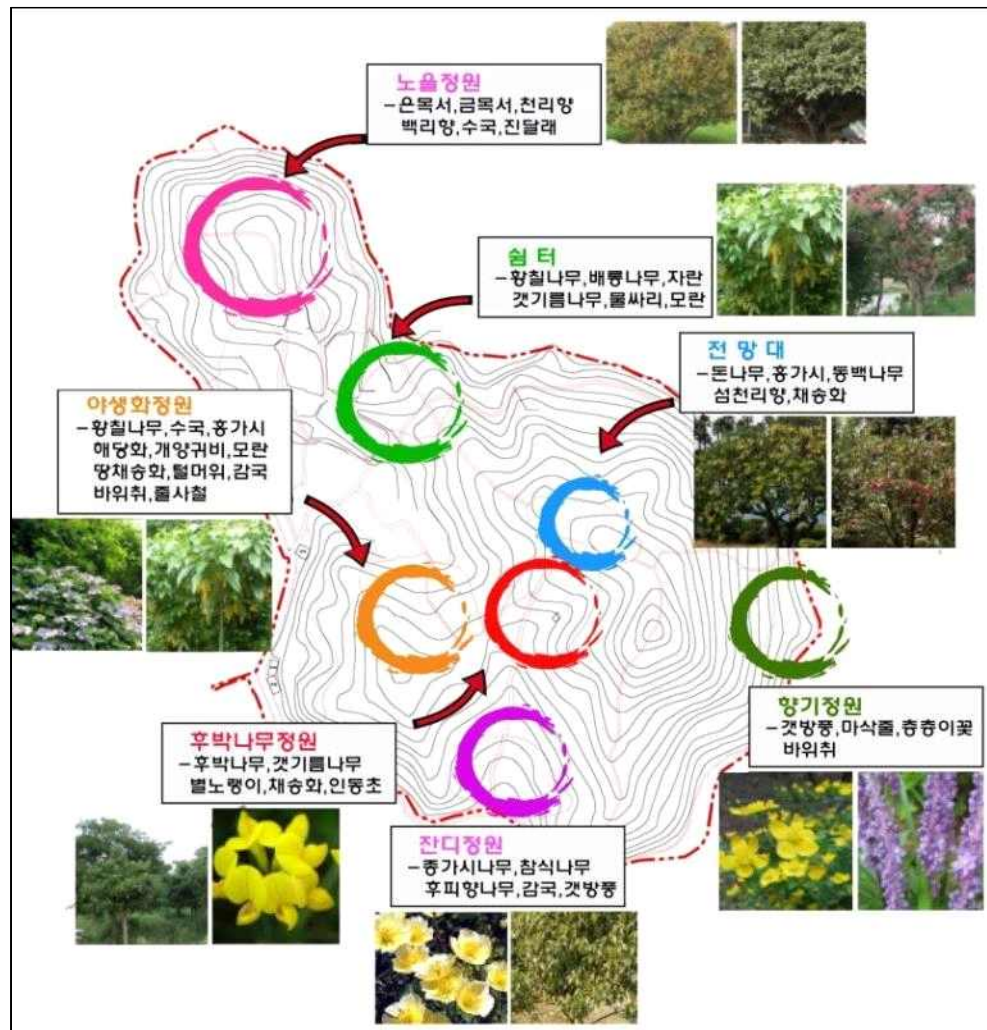 노을정원
-은목서,금목서,천리향
백리향,수국,진달래
쉼 터
-황칠나무,배롱나무,자란
갯기름나무,물싸리,모란
전 망 대
-돈나무,홍가시,동백나무
섬천리향,채송화
야생화정원
-황칠나무,수국,홍가시
해당화,개양귀비,모란
땅채송화,털머위,감국
바위취,줄사철
향기정원
-갯방풍,마삭줄,층층이꽃
바위취
후박나무정원
-후박나무,갯기름나무
별노랭이,채송화,인동초
잔디정원
-종가시나무,참식나무
후피향나무,감국,갯방풍